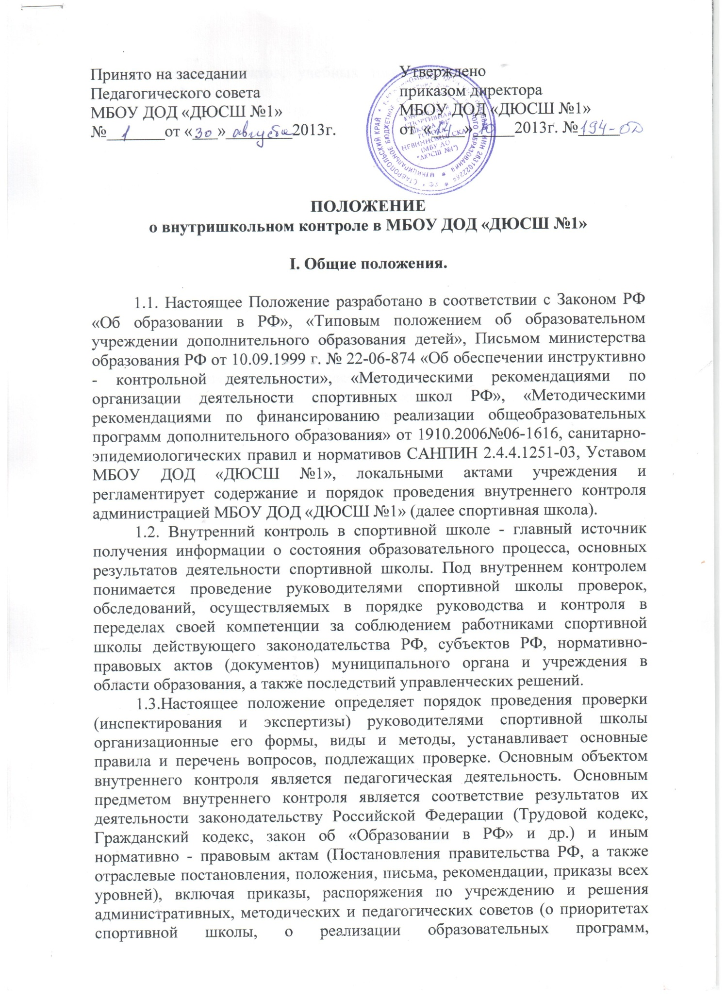 Принято на заседании
Педагогического совета
МБОУ ДОД «ДЮСШ №1»
№ 1 от «30» августа 2013г.
Утверждено
приказом директора
МБОУ ДОД «ДЮСШ №1»
от «14» 10 2013г. № 194-ОД
СПОРТИВНАЯ
ШКОЛА №1"
ГОРОДА
НЕВИННОМЫССКА
(МБУ ДО
"ДЮСШ №1")
СТАВРОПОЛЬСКИЙ КРАЙ
МУНИЦИПАЛЬНОЕ БЮДЖЕТНОЕ
ОБРАЗОВАНИЯ
ПОЛОЖЕНИЕ
о внутришкольном контроле в МБОУ ДОД «ДЮСШ №1»
I. Общие положения.
1.1. Настоящее Положение разработано в соответствии с Законом РФ
«Об образовании в РФ», «Типовым положением об образовательном
учреждении дополнительного образования детей», Письмом министерства
образования РФ от 10.09.1999 г. № 22-06-874 «Об обеспечении инструктивно
- контрольной деятельности», «Методическими рекомендациями по
организации деятельности спортивных школ РФ», «Методическими
рекомендациями по финансированию реализации общеобразовательных
программ дополнительного образования» от 1910.2006№06-1616, санитарно-
эпидемиологических правил и нормативов САНПИН 2.4.4.1251-03, Уставом
МБОУ ДОД «ДЮСШ №1», локальными актами учреждения и
регламентирует содержание и порядок проведения внутреннего контроля
администрацией МБОУ ДОД «ДЮСШ №1» (далее спортивная школа).
1.2. Внутренний контроль в спортивной школе - главный источник
получения информации о состояния образовательного процесса, основных
результатов деятельности спортивной школы. Под внутреннем контролем
понимается проведение руководителями спортивной школы проверок,
обследований, осуществляемых в порядке руководства и контроля в
переделах своей компетенции за соблюдением работниками спортивной
школы действующего законодательства РФ, субъектов РФ, нормативно-
правовых актов (документов) муниципального органа и учреждения в
области образования, а также последствий управленческих решений.
1.3.Настоящее положение определяет порядок проведения проверки
(инспектирования и экспертизы) руководителями спортивной школы
организационные его формы, виды и методы, устанавливает основные
правила и перечень вопросов, подлежащих проверке. Основным объектом
внутреннего контроля является педагогическая деятельность. Основным
предметом внутреннего контроля является соответствие результатов их
деятельности законодательству Российской Федерации (Трудовой кодекс,
Гражданский кодекс, закон об «Образовании в РФ» и др.) и иным
нормативно - правовым актам (Постановления правительства РФ, а также
отраслевые постановления, положения, письма, рекомендации, приказы всех
уровней), включая приказы, распоряжения по учреждению и решения
административных, методических и педагогических советов (о приоритетах
спортивной школы, о реализации образовательных программ,